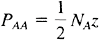 P_{AA} = \frac{1}{2} N_A z